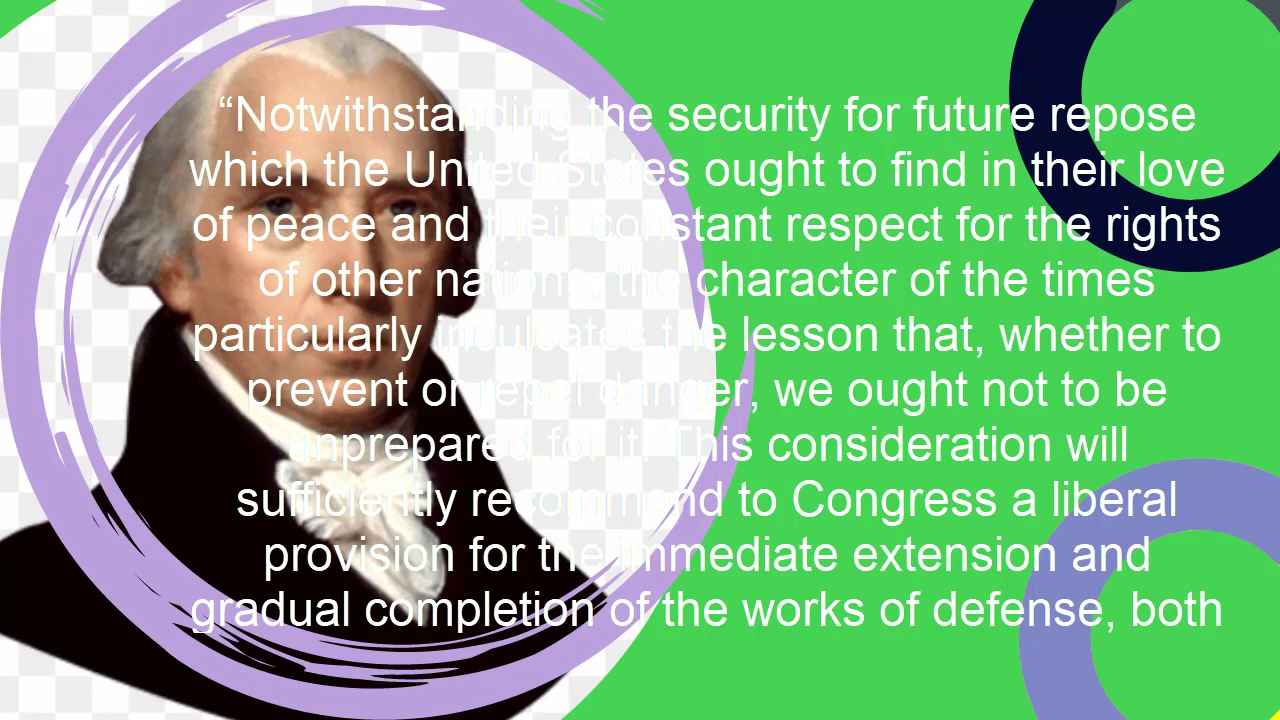 “Notwithstanding the security for future repose
which the United States ought to find in their love
of peace and their constant respect for the rights
of other nations, the character of the times
particularly inculcates the lesson that, whether to
prevent or repel danger, we ought not to be
unprepared for it. This consideration will
sufficiently recommend to Congress a liberal
provision for the immediate extension and
gradual completion of the works of defense, both